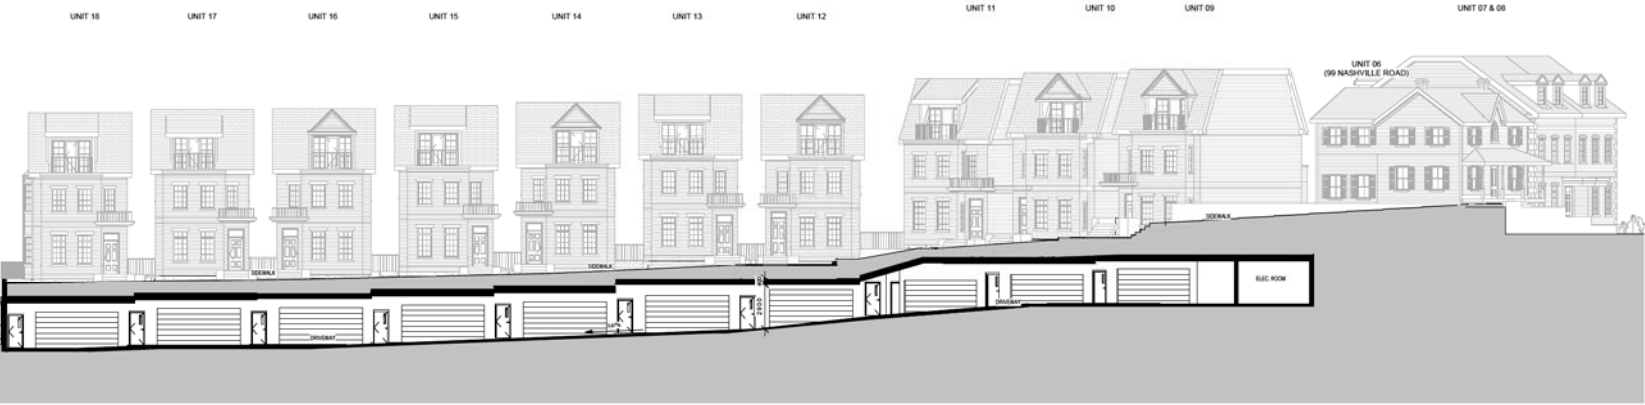 UNIT 18
UNIT 17
UNIT 16
UNIT 15
UNIT 14
UNIT 13
UNIT 12
UNIT 11
UNIT 10
UNIT 09
UNIT 07 & 08
UNIT 06
(99 NASHVILLE ROAD)
SIDEWALK
SIDEWALK
SIDEWALK
ELEC. ROOM
DRIVEWAY
2900
DRIVEWAY